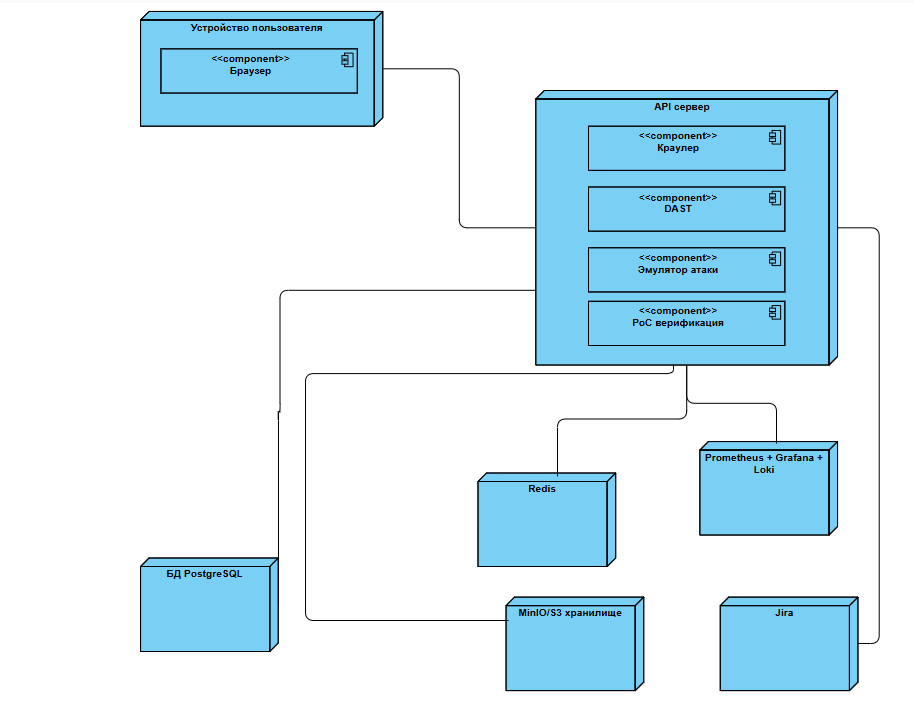 Устройство пользователя
<<component>>
Браузер
API сервер
<<component>>
Краулер
<<component>>
DAST
<<component>>
Эмулятор атаки
<<component>>
PoC верификация
Prometheus + Grafana +
Loki
Redis
БД PostgreSQL
MinIO/S3 хранилище
Jira